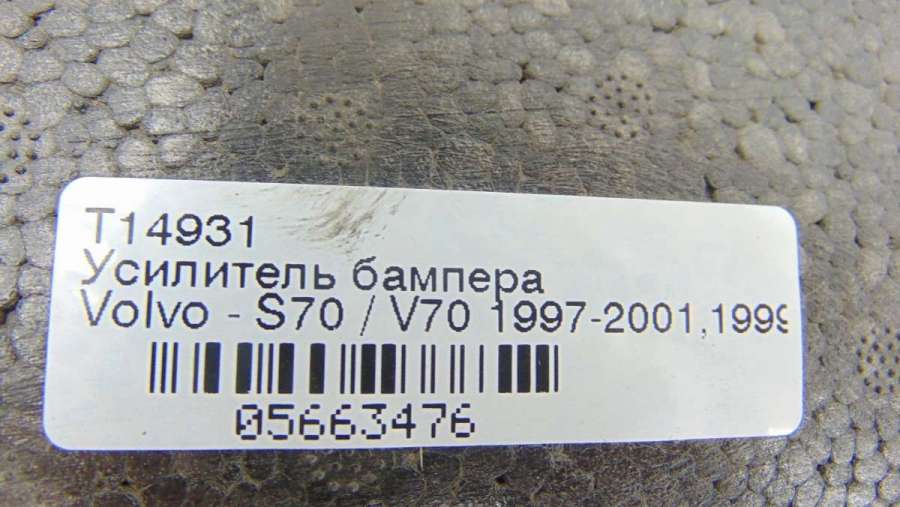 T14931
Усилитель бампера
Volvo - S70 / V70 1997-2001,1999
05663476